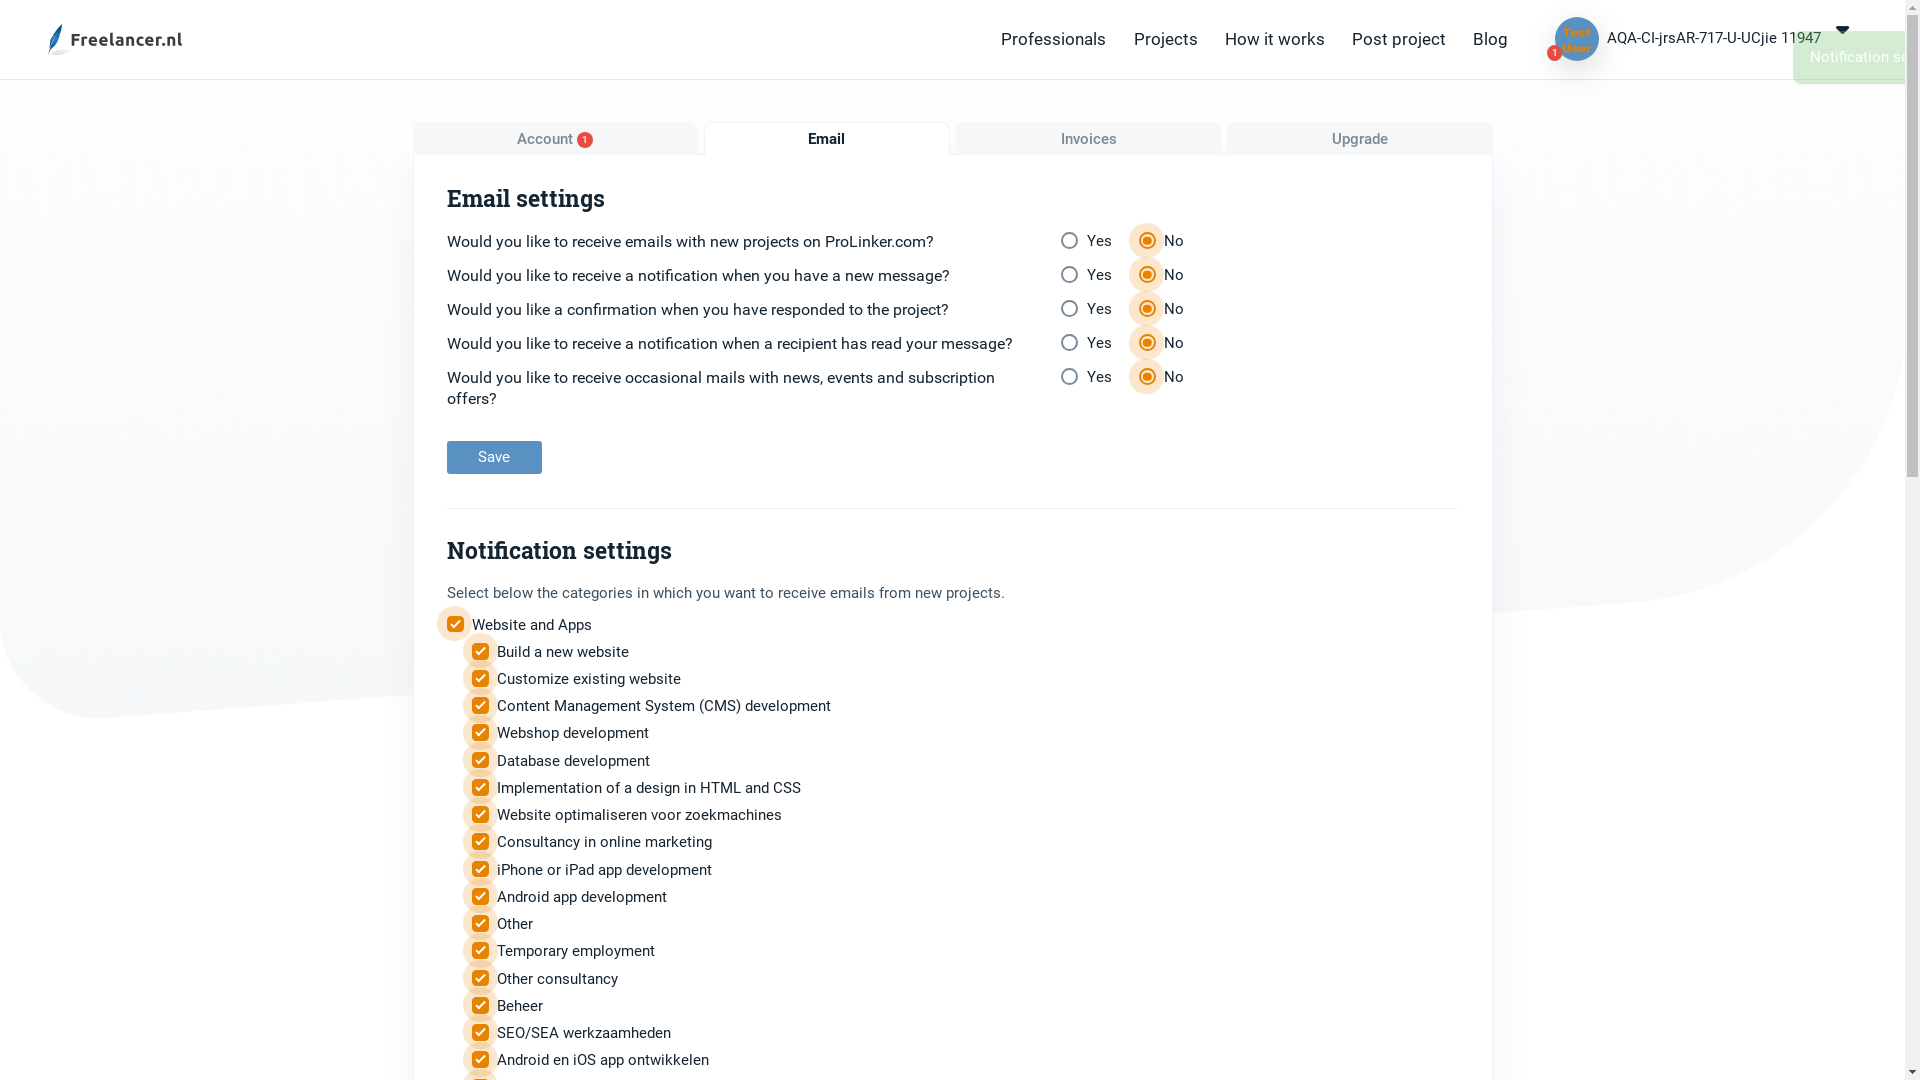 Freelancer.nl
Professionals
Projects
How it works
Post project
Blog
Test
User
1
AQA-CI-jrsAR-717-U-UCjie 11947
Notification
Account 1
Email
Invoices
Upgrade
Email settings
Would you like to receive emails with new projects on ProLinker.com?
Yes
No
Would you like to receive a notification when you have a new message?
Yes
No
Would you like a confirmation when you have responded to the project?
Yes
No
Would you like to receive a notification when a recipient has read your message?
Yes
No
Would you like to receive occasional mails with news, events and subscription
offers?
Yes
No
Save
Notification settings
Select below the categories in which you want to receive emails from new projects.
Website and Apps
Build a new website
Customize existing website
Content Management System (CMS) development
Webshop development
Database development
Implementation of a design in HTML and CSS
Website optimaliseren voor zoekmachines
Consultancy in online marketing
iPhone or iPad app development
Android app development
Other
Temporary employment
Other consultancy
Beheer
SEO/SEA werkzaamheden
Android en iOS app ontwikkelen